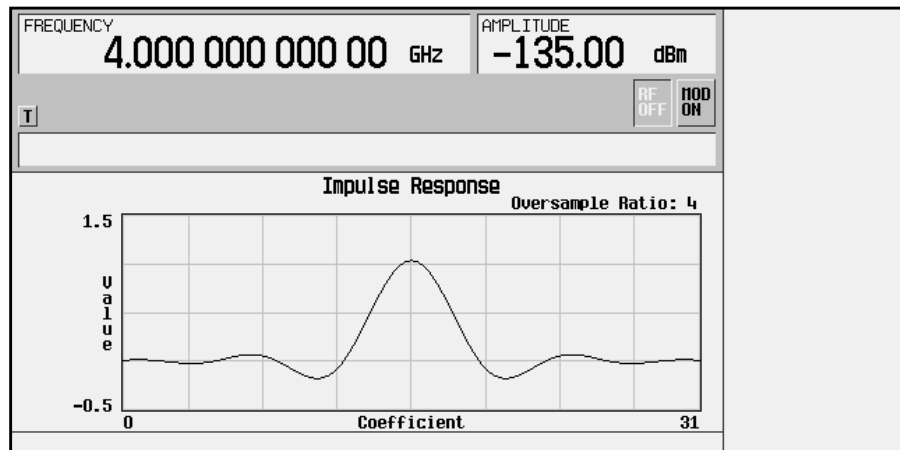 FREQUENCY
4.000 000 000 00 GHz
AMPLITUDE
-135.00 dBm
T
RF OFF
MOD ON
Impulse Response
Oversample Ratio: 4
1.5
Value
-0.5
0
Coefficient
31